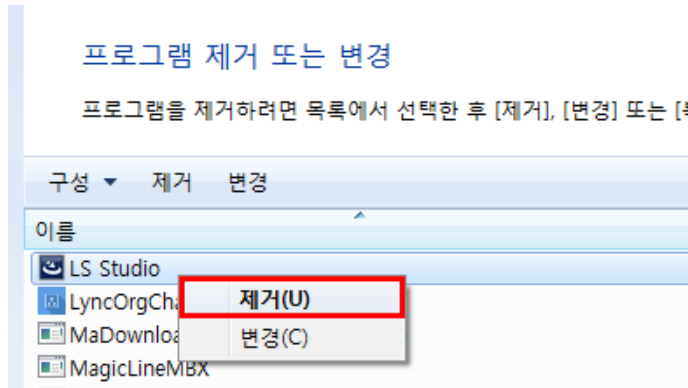 프로그램 제거 또는 변경
프로그램을 제거하려면 목록에서 선택한 후 [제거], [변경] 또는 [
구성 제거 변경
이름
LS Studio
제거(U)
LyncOrgCh
변경(C)
MaDownlo
MagicLineMBX